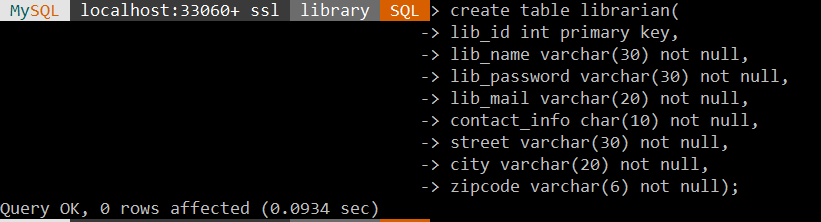 MySQL localhost:33060+ ssl library SQL > create table librarian(
-> lib_id int primary key,
-> lib_name varchar(30) not null,
-> lib_password varchar(30) not null,
-> lib_mail varchar(20) not null,
-> contact_info char(10) not null,
-> street varchar(30) not null,
-> city varchar(20) not null,
-> zipcode varchar(6) not null);
Query OK, 0 rows affected (0.0934 sec)